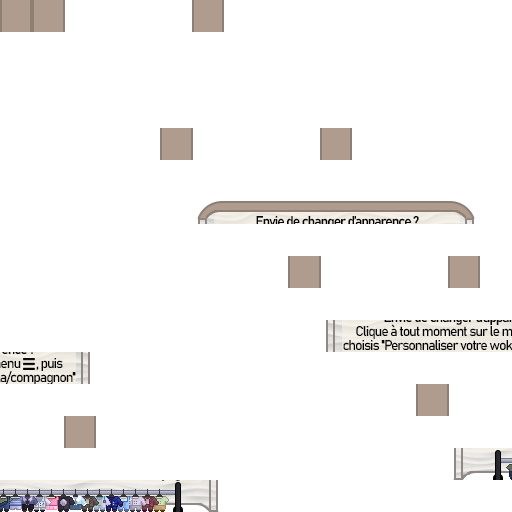 Envie de changer d'apparence ?
Envie de changer d'appar
Clique à tout moment sur le m
choisis "Personnaliser votre wok
ence ?
enu ☰, puis
a/compagnon"